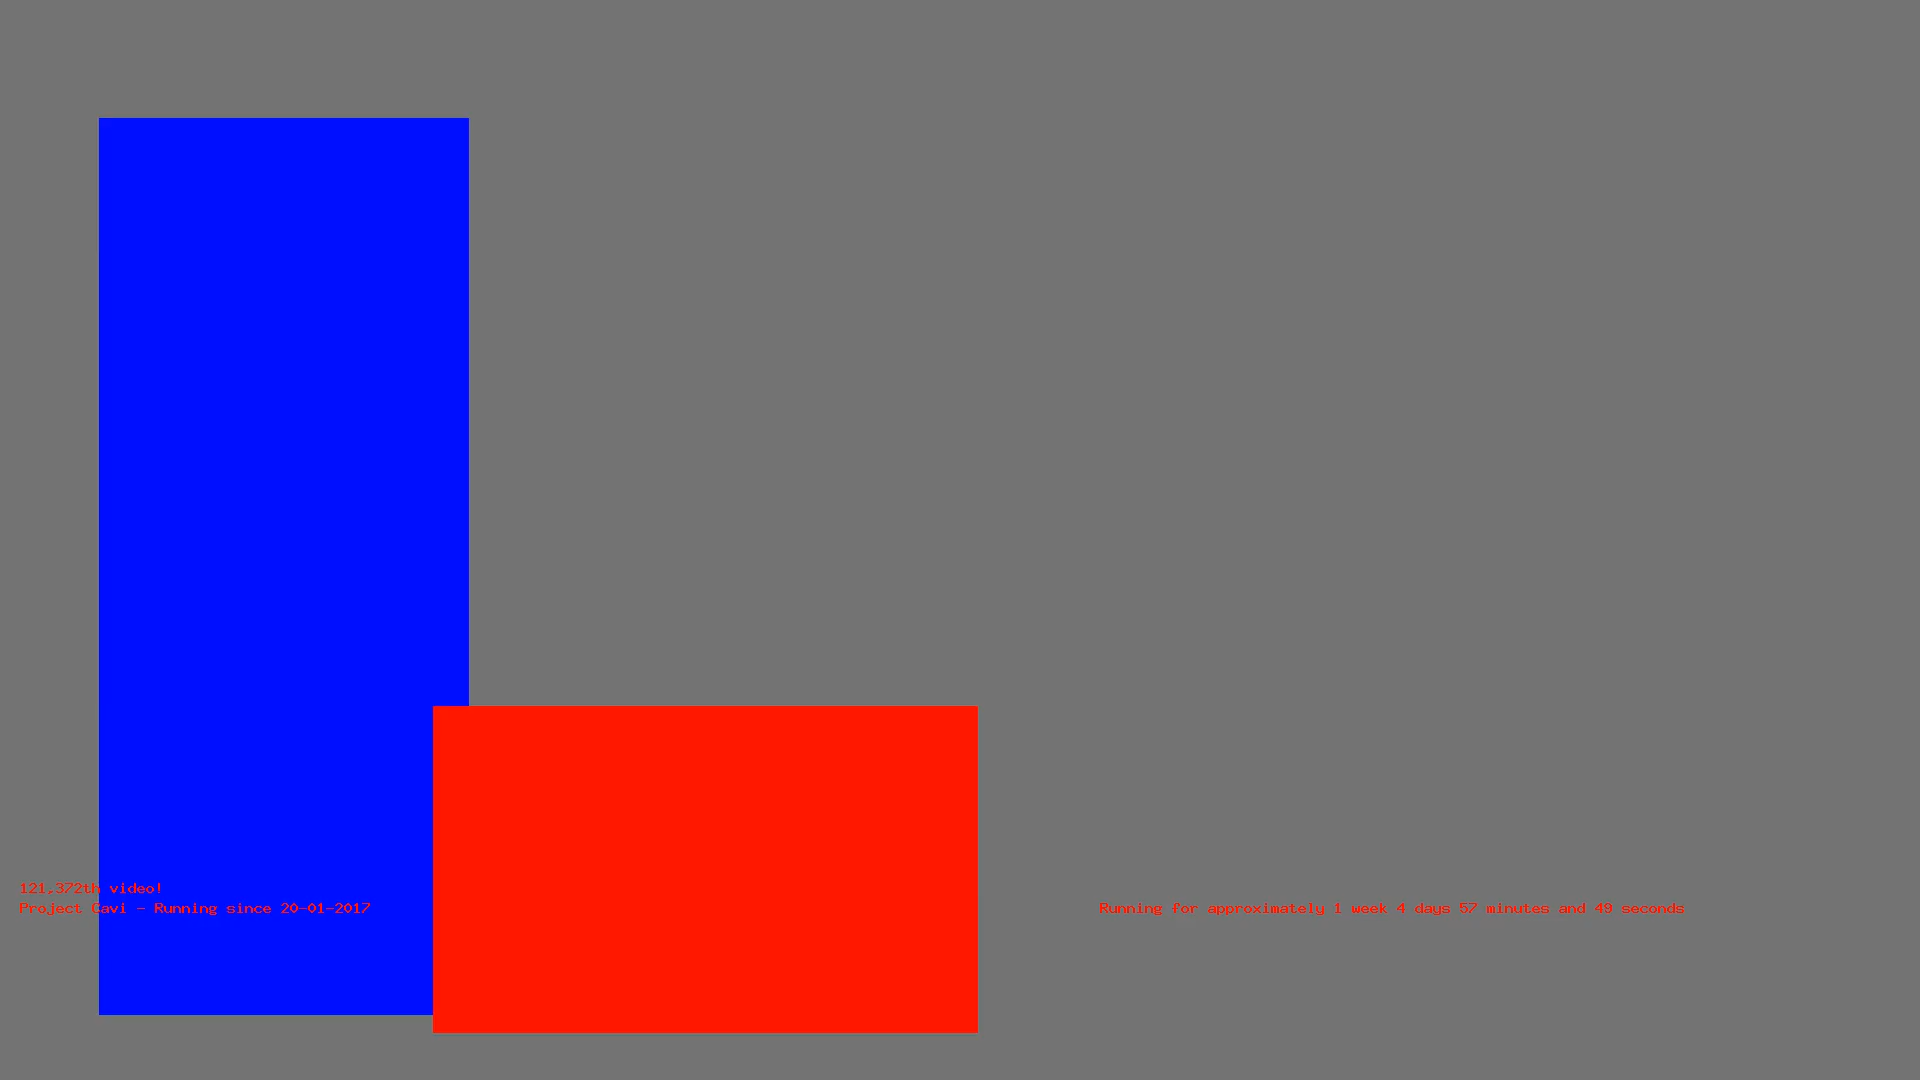 121,372th video!
Project Cavi - Running since 20-01-2017
Running for approximately 1 week 4 days 57 minutes and 49 seconds